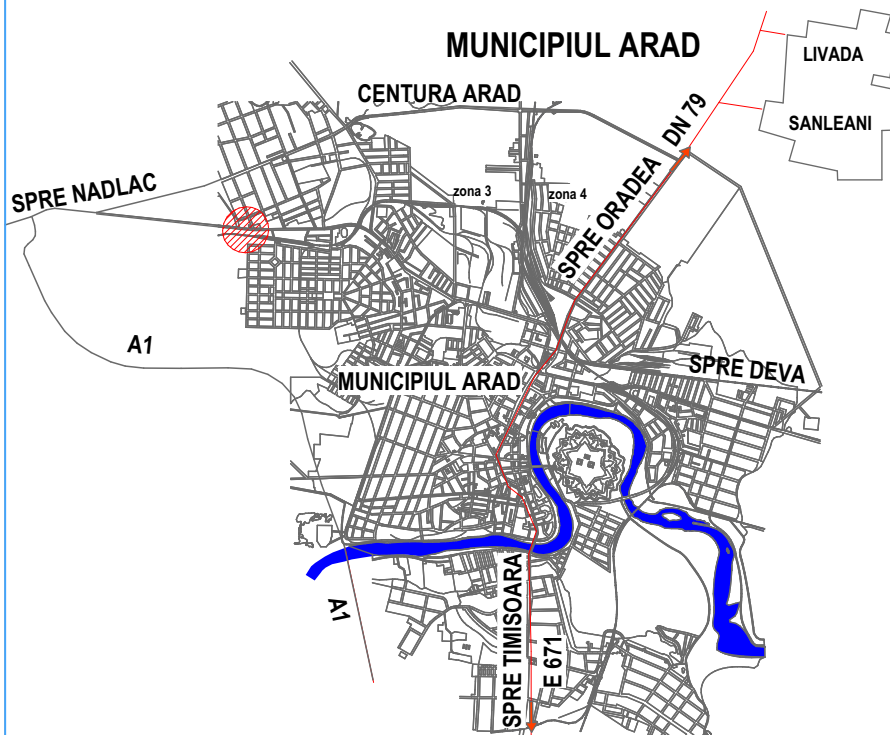 MUNICIPIUL ARAD
LIVADA
CENTURA ARAD
DN 79
SANLEANI
SPRE NADLAC
zona 3
zona 4
SPRE ORADEA
A1
SPRE DEVA
MUNICIPIUL ARAD
A1
SPRE TIMISOARA
E 671